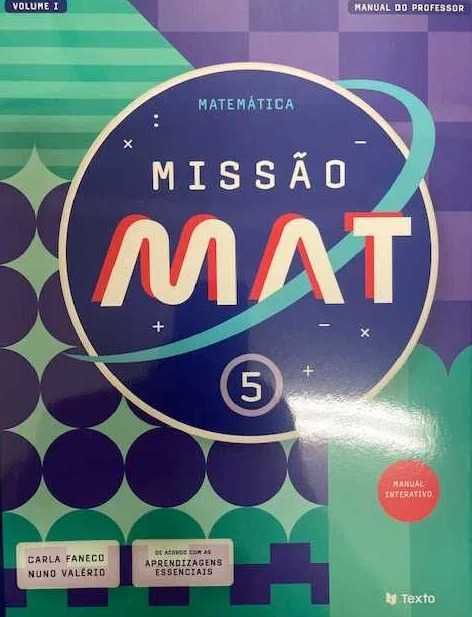 VOLUME I
MANUAL DO PROFESSOR
MATEMÁTICA
MISSÃO
MAT
5
MANUAL
INTERATIVO
CARLA FANECO
NUNO VALÉRIO
DE ACORDO COM AS
APRENDIZAGENS
ESSENCIAIS
Texto